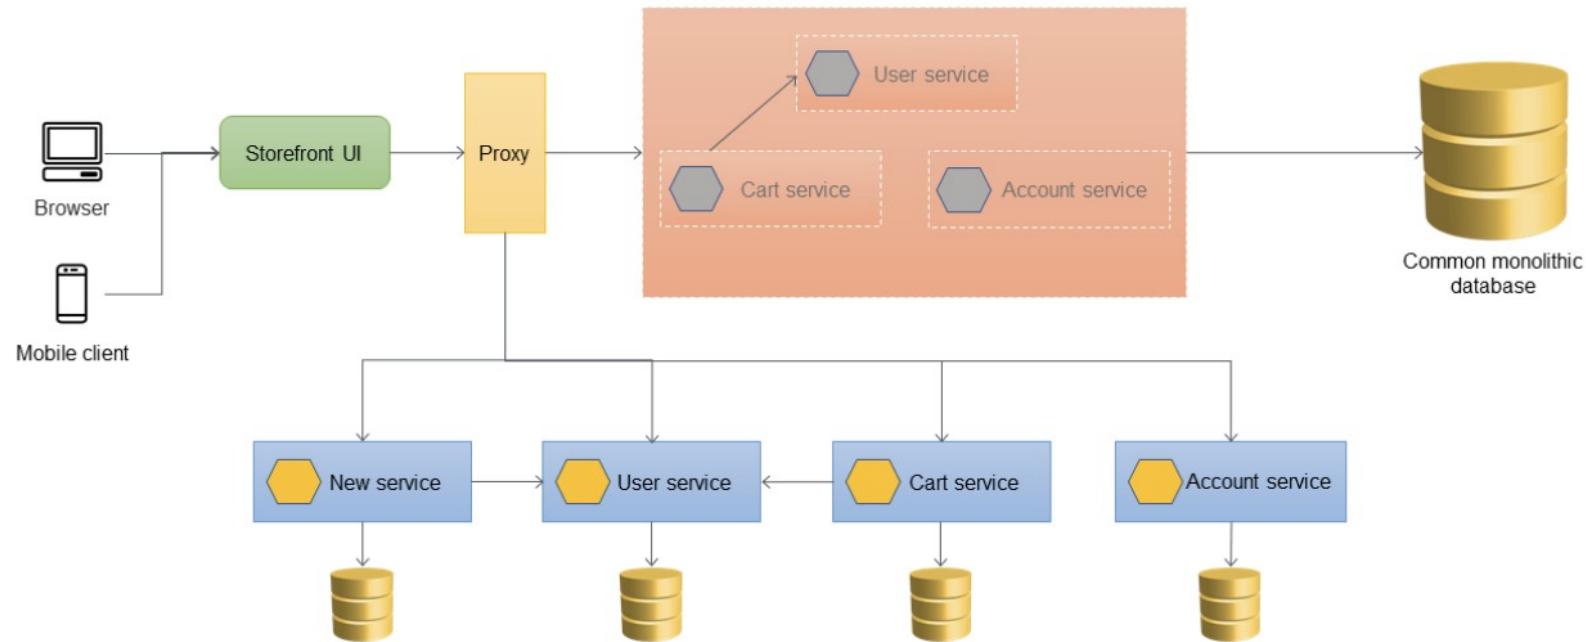 User service
Storefront UI
Proxy
Cart service
Account service
Browser
Common monolithic
database
Mobile client
New service
User service
Cart service
Account service